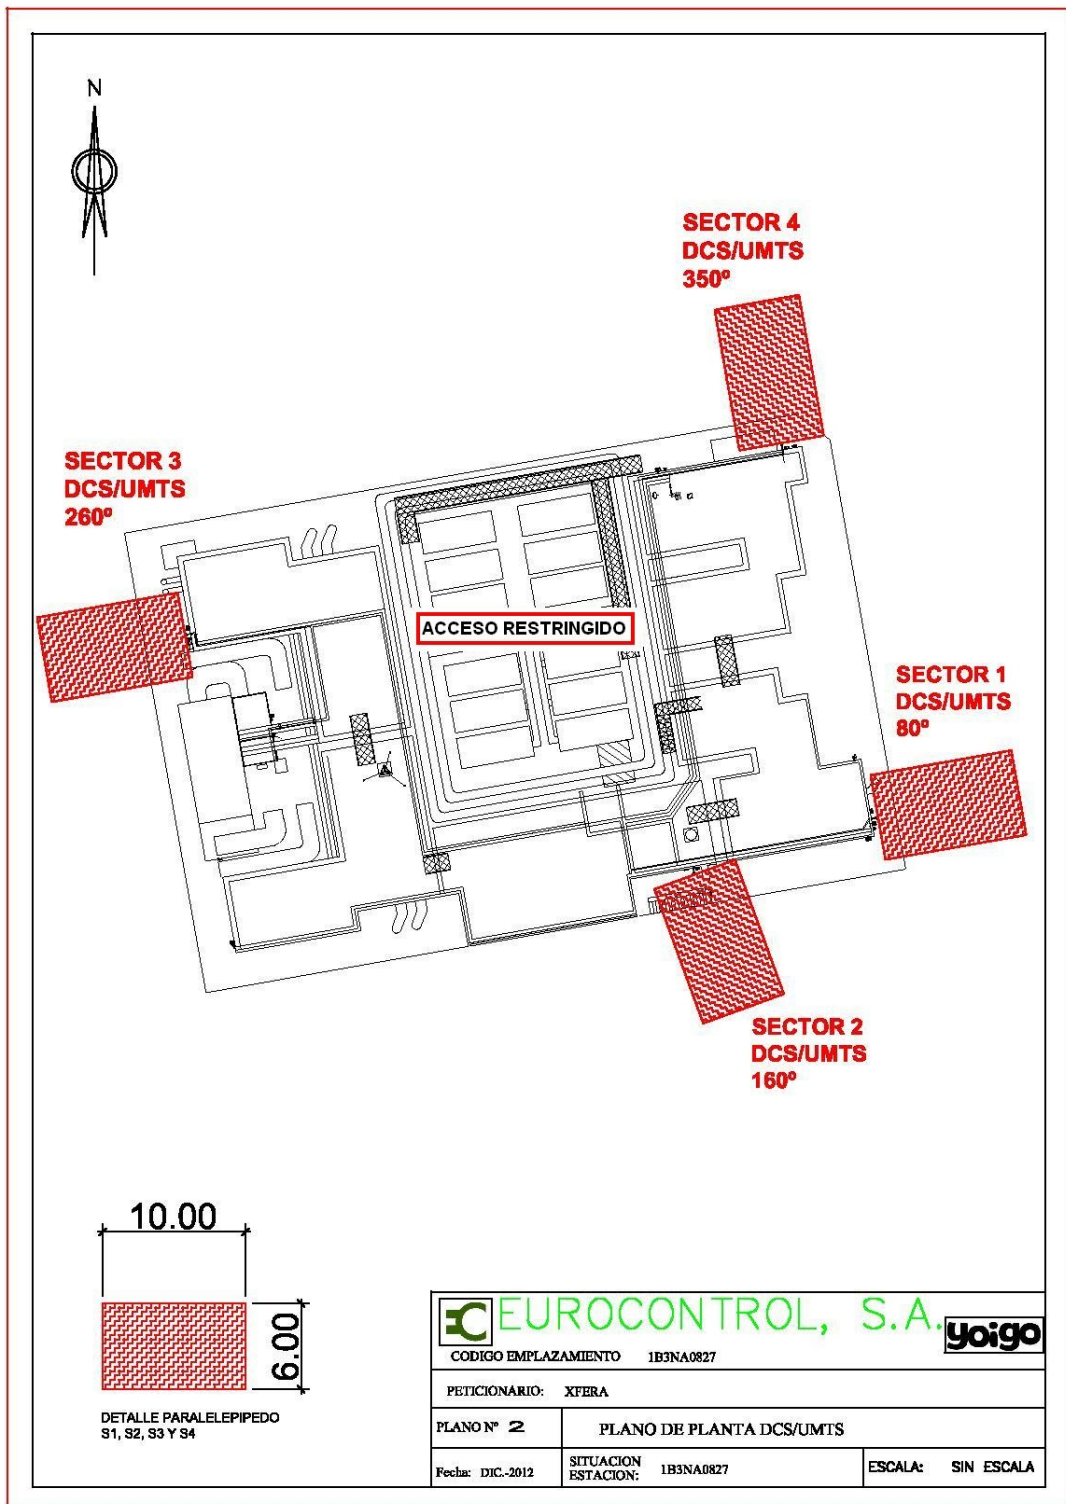 N
SECTOR 4
DCS/UMTS
350º
SECTOR 3
DCS/UMTS
260º
ACCESO RESTRINGIDO
SECTOR 1
DCS/UMTS
80º
SECTOR 2
DCS/UMTS
160º
10.00
6.00
DETALLE PARALELEPIPEDO
S1, S2, S3 Y S4
EC EUROCONTROL, S.A.
yoigo
CODIGO EMPLAZAMIENTO 1B3NA0827
PETICIONARIO: XFERA
PLANO Nº 2
PLANO DE PLANTA DCS/UMTS
Fecha: DIC.-2012
SITUACION
ESTACION: 1B3NA0827
ESCALA: SIN ESCALA